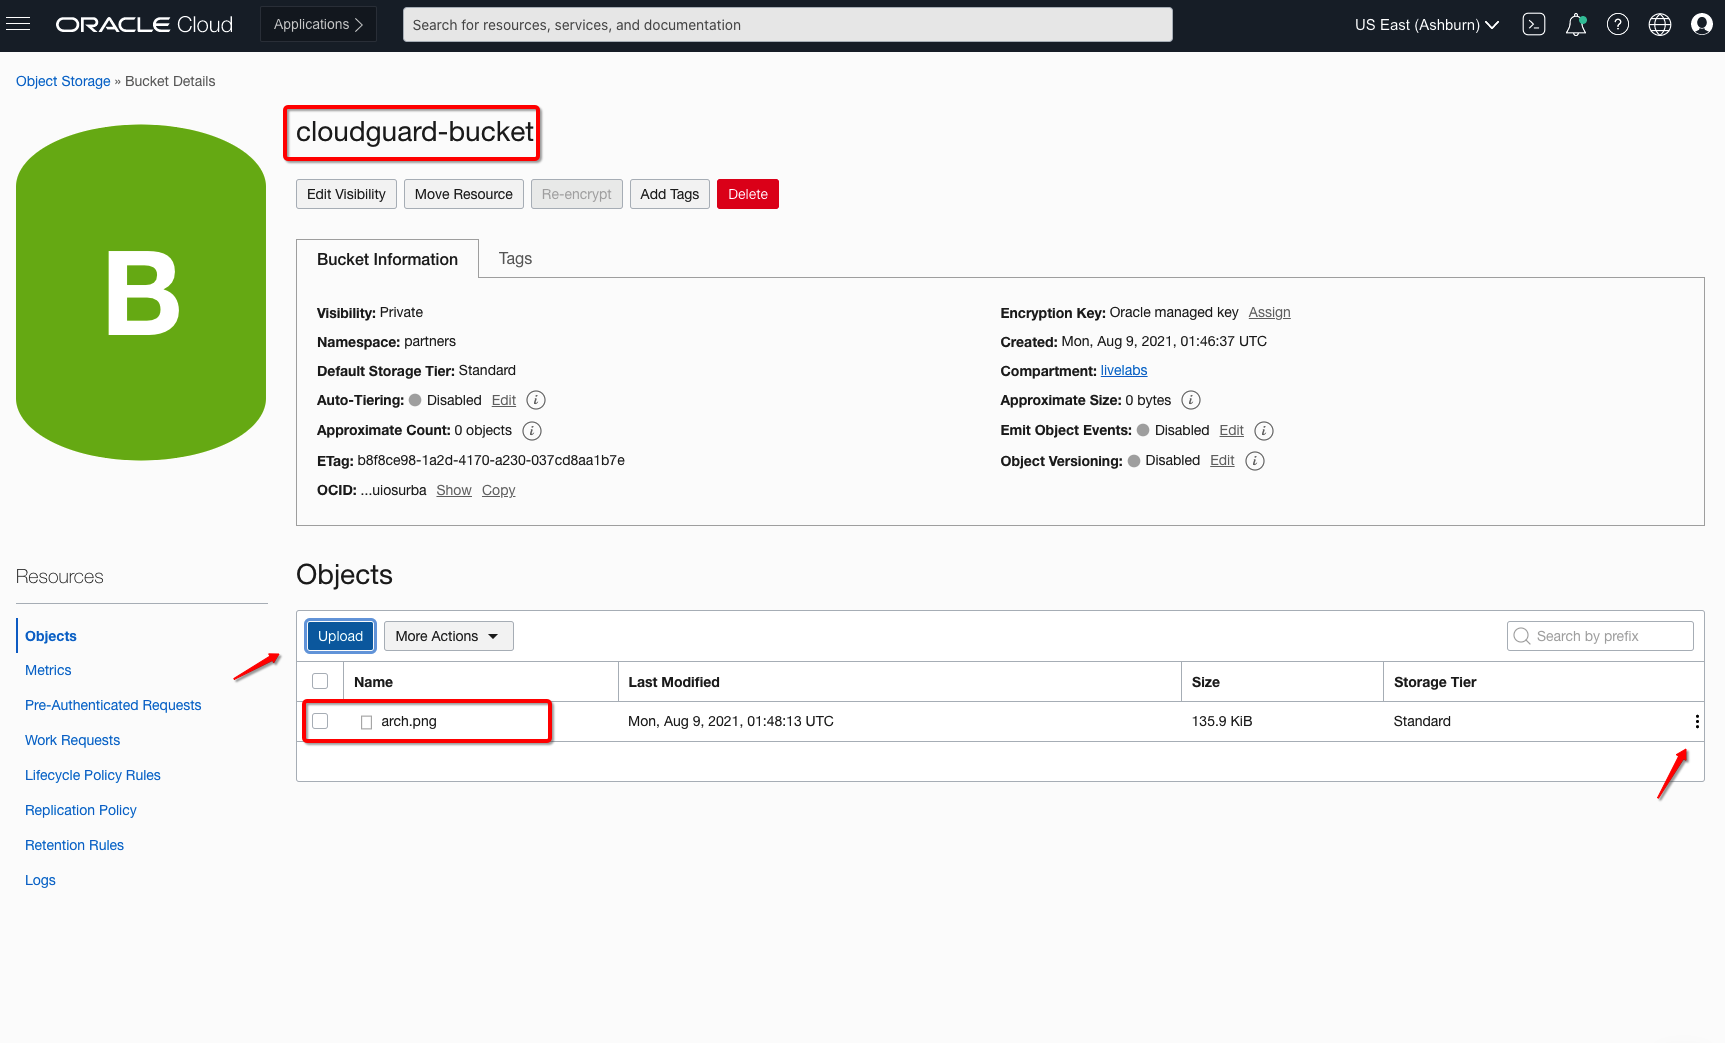 ORACLE Cloud
Applications
Search for resources, services, and documentation
US East (Ashburn)
Object Storage » Bucket Details
B
cloudguard-bucket
Edit Visibility
Move Resource
Re-encrypt
Add Tags
Delete
Bucket Information
Tags
Visibility: Private
Namespace: partners
Default Storage Tier: Standard
Auto-Tiering: Disabled Edit
Approximate Count: 0 objects
ETag: b8f8ce98-1a2d-4170-a230-037cd8aa1b7e
OCID: ...uiosurba Show Copy
Encryption Key: Oracle managed key Assign
Created: Mon, Aug 9, 2021, 01:46:37 UTC
Compartment: livelabs
Approximate Size: 0 bytes
Emit Object Events: Disabled Edit
Object Versioning: Disabled Edit
Resources
Objects
Metrics
Pre-Authenticated Requests
Work Requests
Lifecycle Policy Rules
Replication Policy
Retention Rules
Logs
Objects
Upload
More Actions
Search by prefix
Name Last Modified Size Storage Tier
arch.png Mon, Aug 9, 2021, 01:48:13 UTC 135.9 KiB Standard